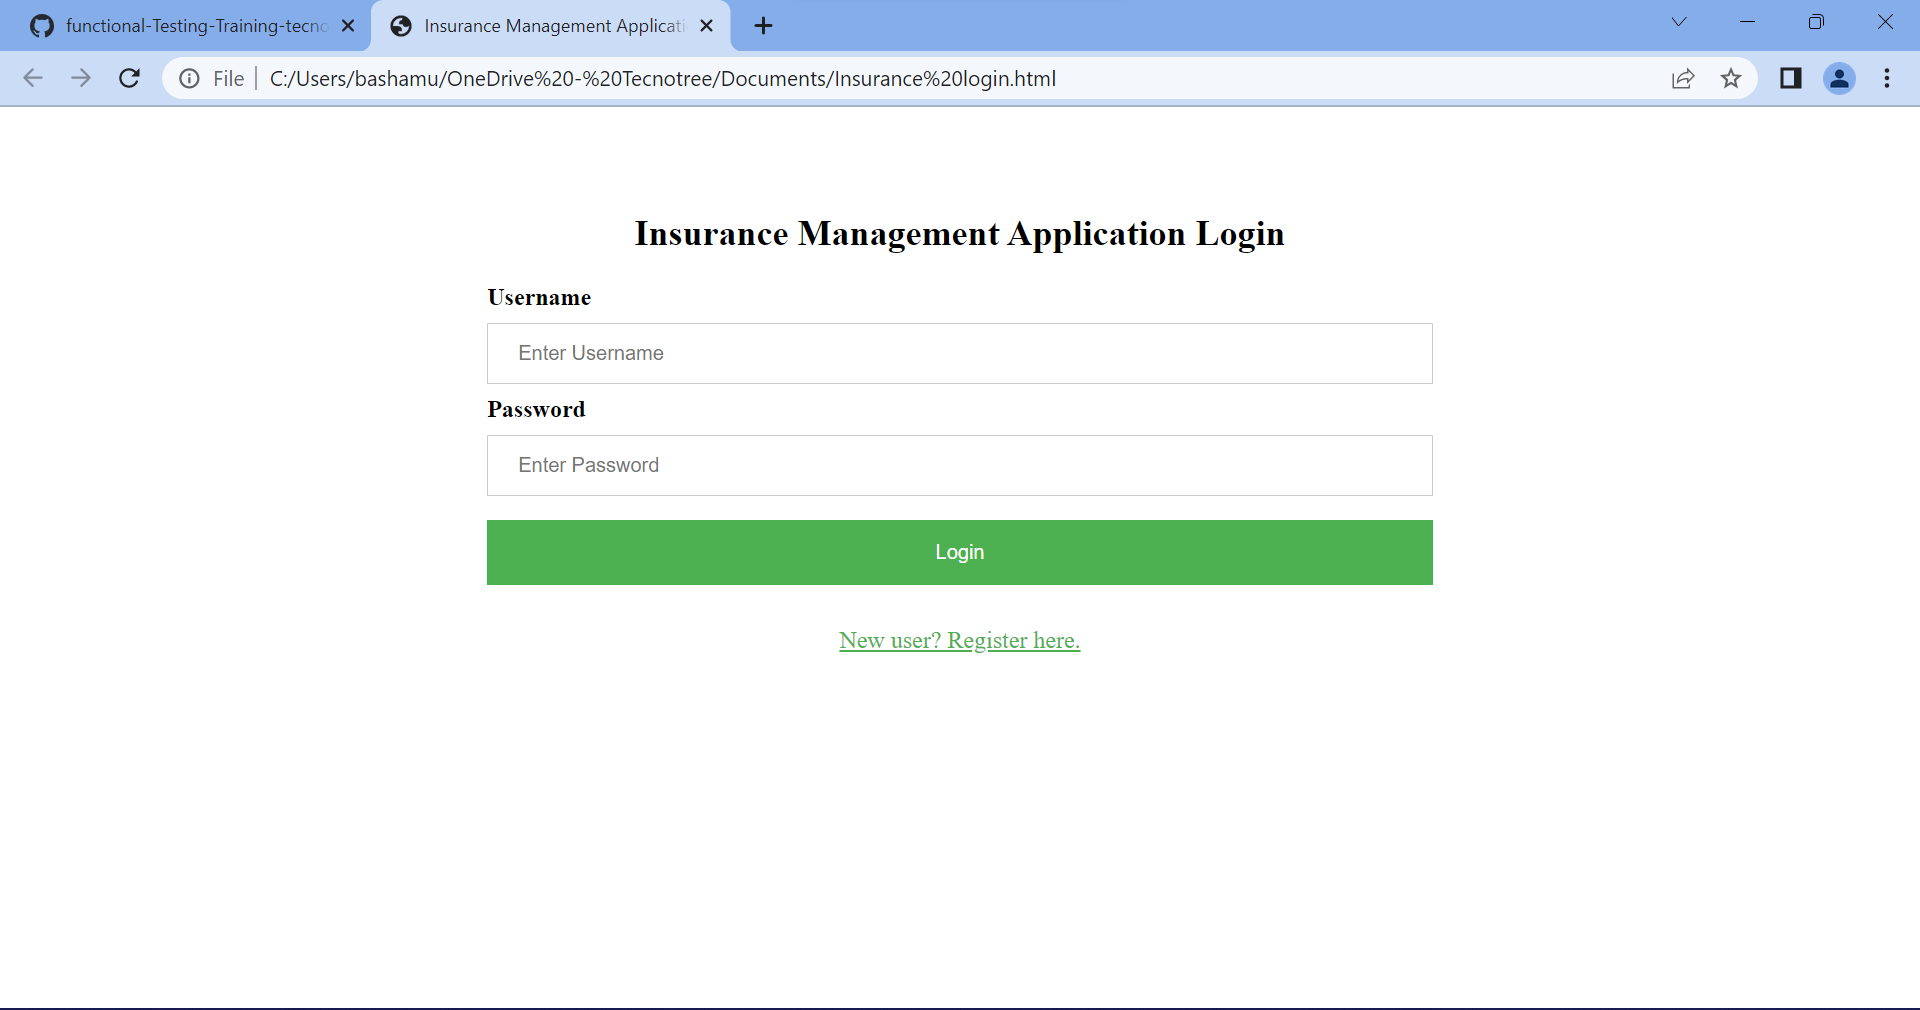 functional-Testing-Training-tecno
Insurance Management Applicati
File
C:/Users/bashamu/OneDrive%20-%20Tecnotree/Documents/Insurance%20login.html
Insurance Management Application Login
Username
Enter Username
Password
Enter Password
Login
New user? Register here.